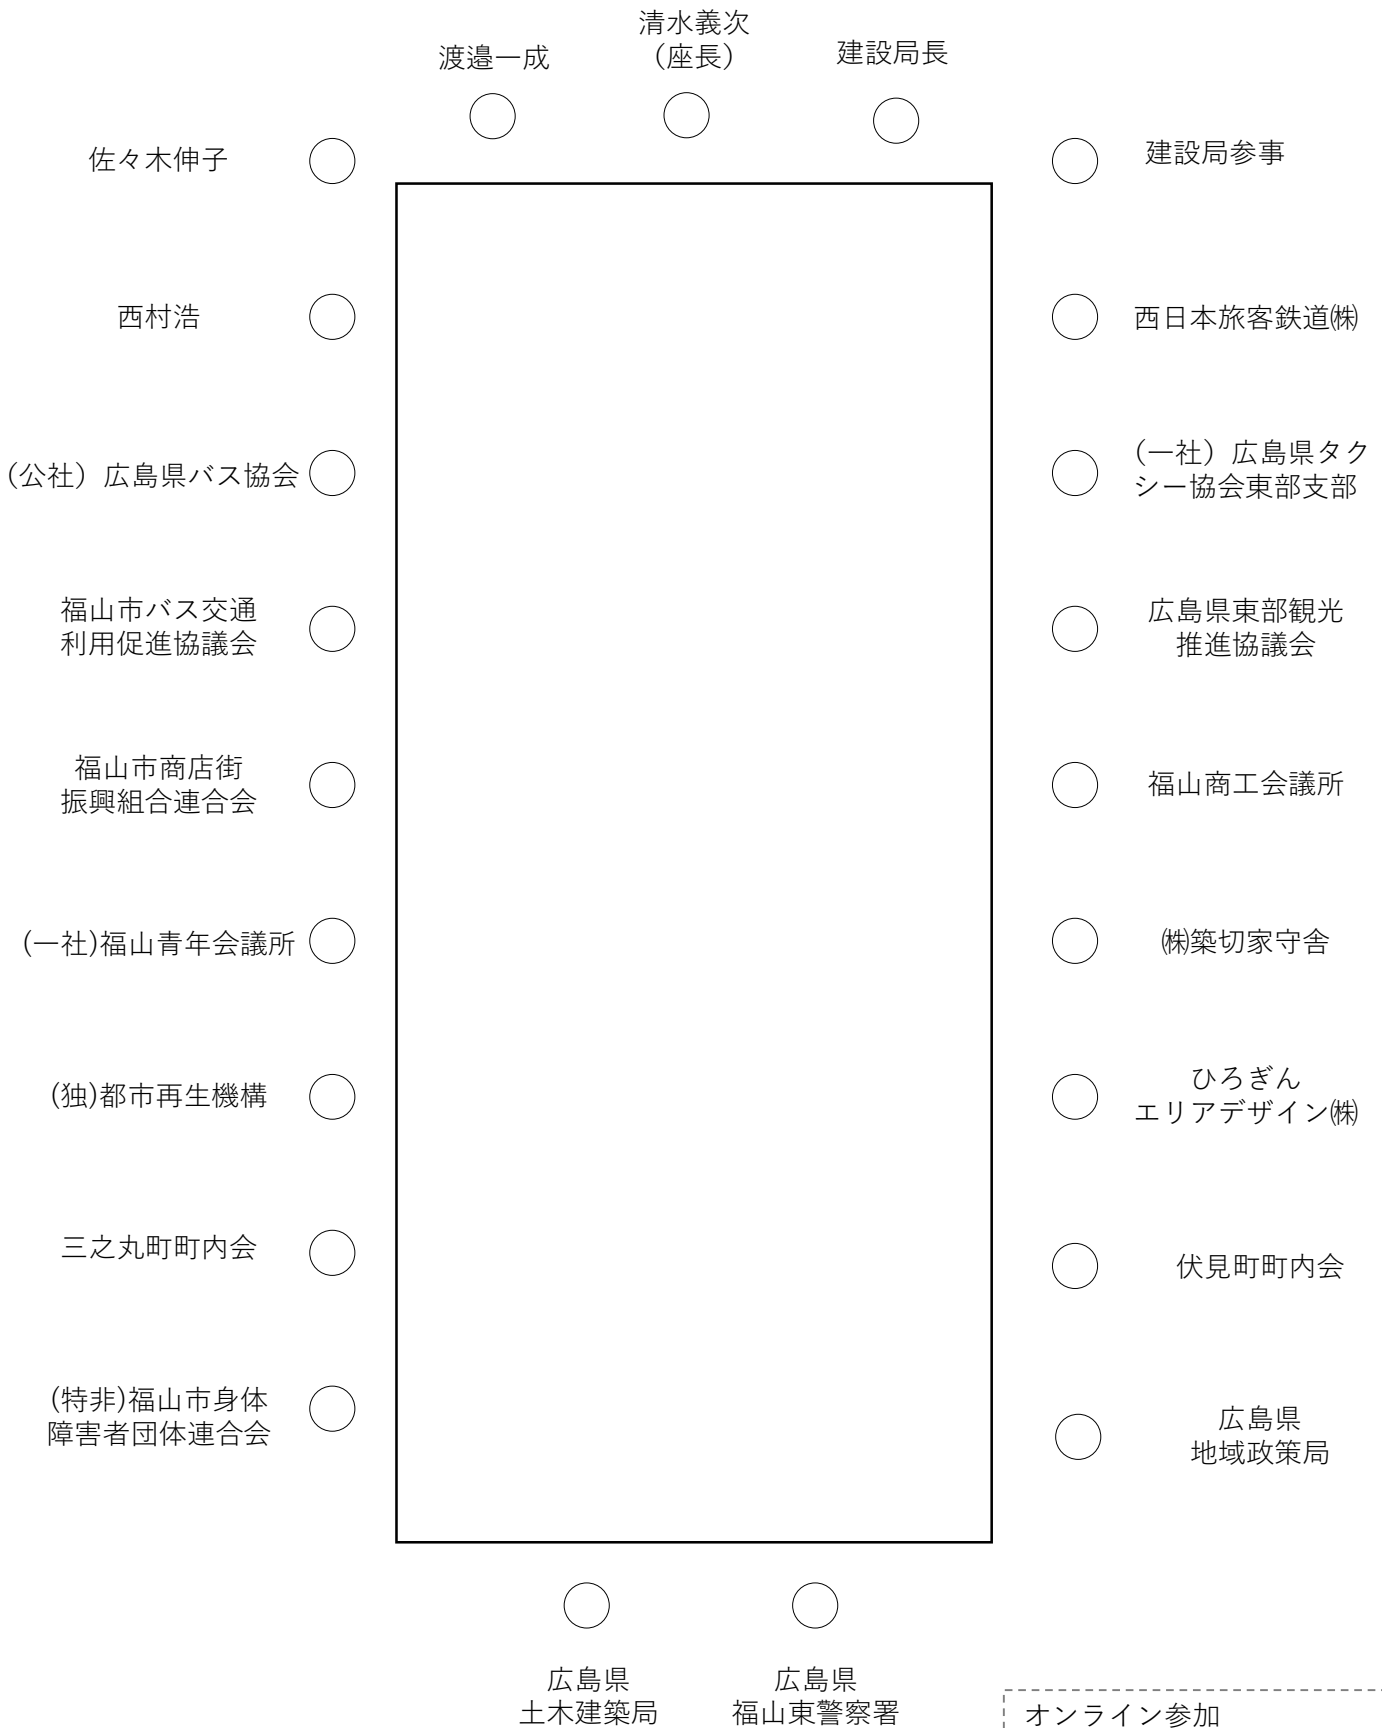 清水義次
（座長）
渡邉一成
建設局長
佐々木伸子
建設局参事
西村浩
西日本旅客鉄道㈱
（公社）広島県バス協会
（一社）広島県タク
シー協会東部支部
福山市バス交通
利用促進協議会
広島県東部観光
推進協議会
福山市商店街
振興組合連合会
福山商工会議所
(一社)福山青年会議所
㈱築切家守舎
(独)都市再生機構
ひろぎん
エリアデザイン㈱
三之丸町町内会
伏見町町内会
(特非)福山市身体
障害者団体連合会
広島県
地域政策局
広島県
土木建築局
広島県
福山東警察署
オンライン参加